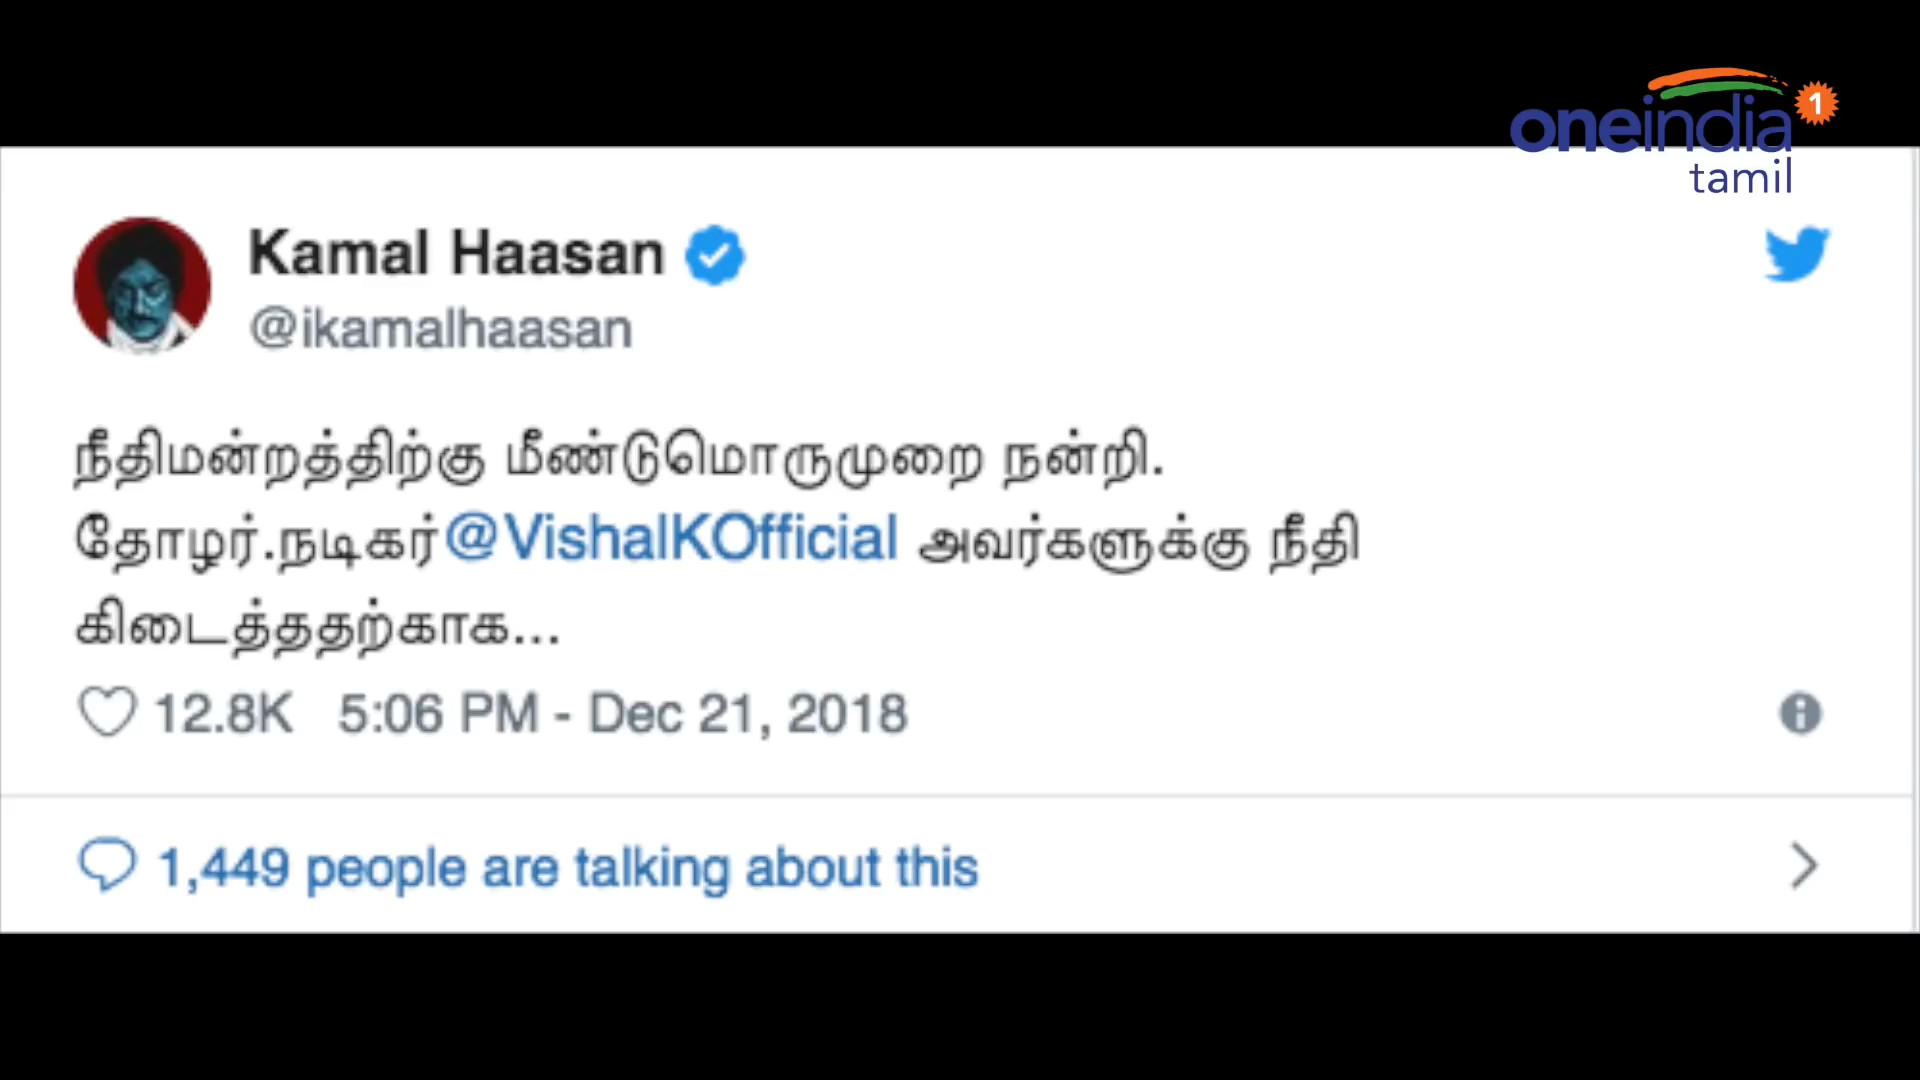 oneindia 1
tamil
Kamal Haasan
@ikamalhaasan
நீதிமன்றத்திற்கு மீண்டுமொருமுறை நன்றி.
தோழர்.நடிகர்@VishalKOfficial அவர்களுக்கு நீதி
கிடைத்ததற்காக...
12.8K 5:06 PM - Dec 21, 2018
1,449 people are talking about this